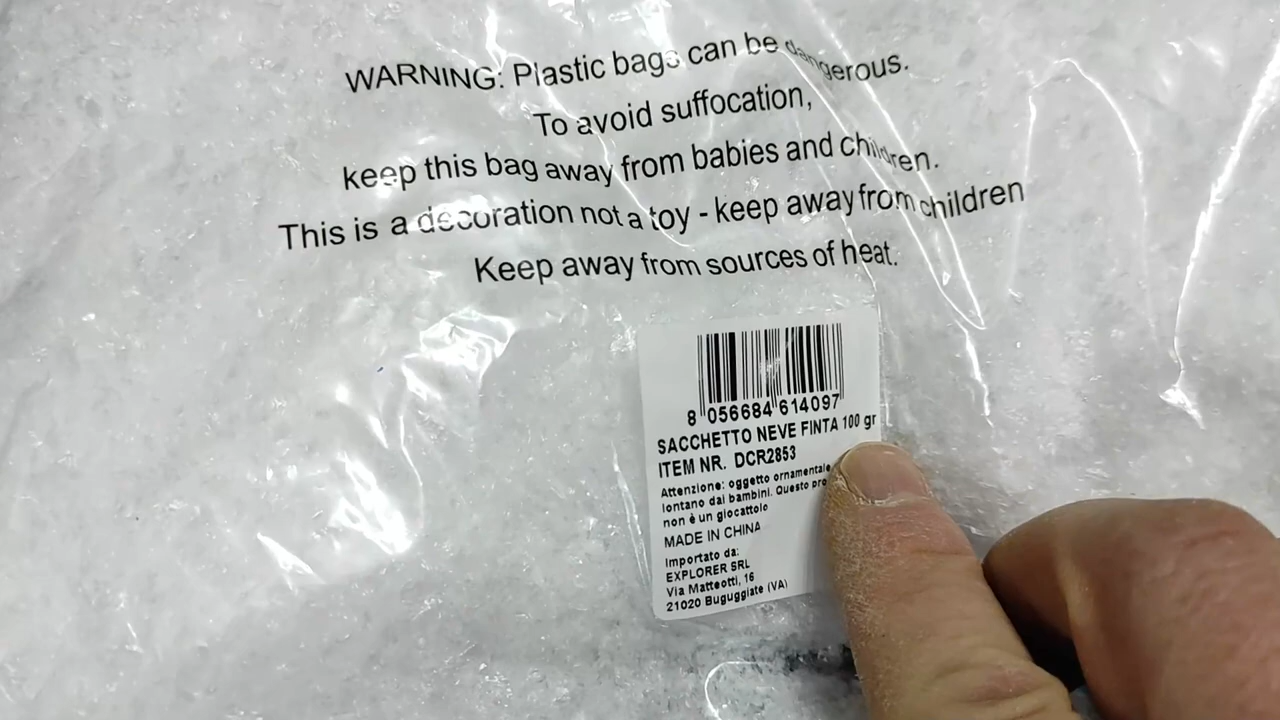 WARNING: Plastic bags can be dangerous.
To avoid suffocation,
keep this bag away from babies and children.
This is a decoration not a toy - keep away from children
Keep away from sources of heat.
8 056684 614097
SACCHETTO NEVE FINTA 100 gr
ITEM NR. DCR2853
Attenzione: oggetto ornamentale
lontano dai bambini. Questo
non è un giocattolo
MADE IN CHINA
Importato da:
EXPLORER SRL
Via Matteotti, 16
21020 Buguggiate (VA)